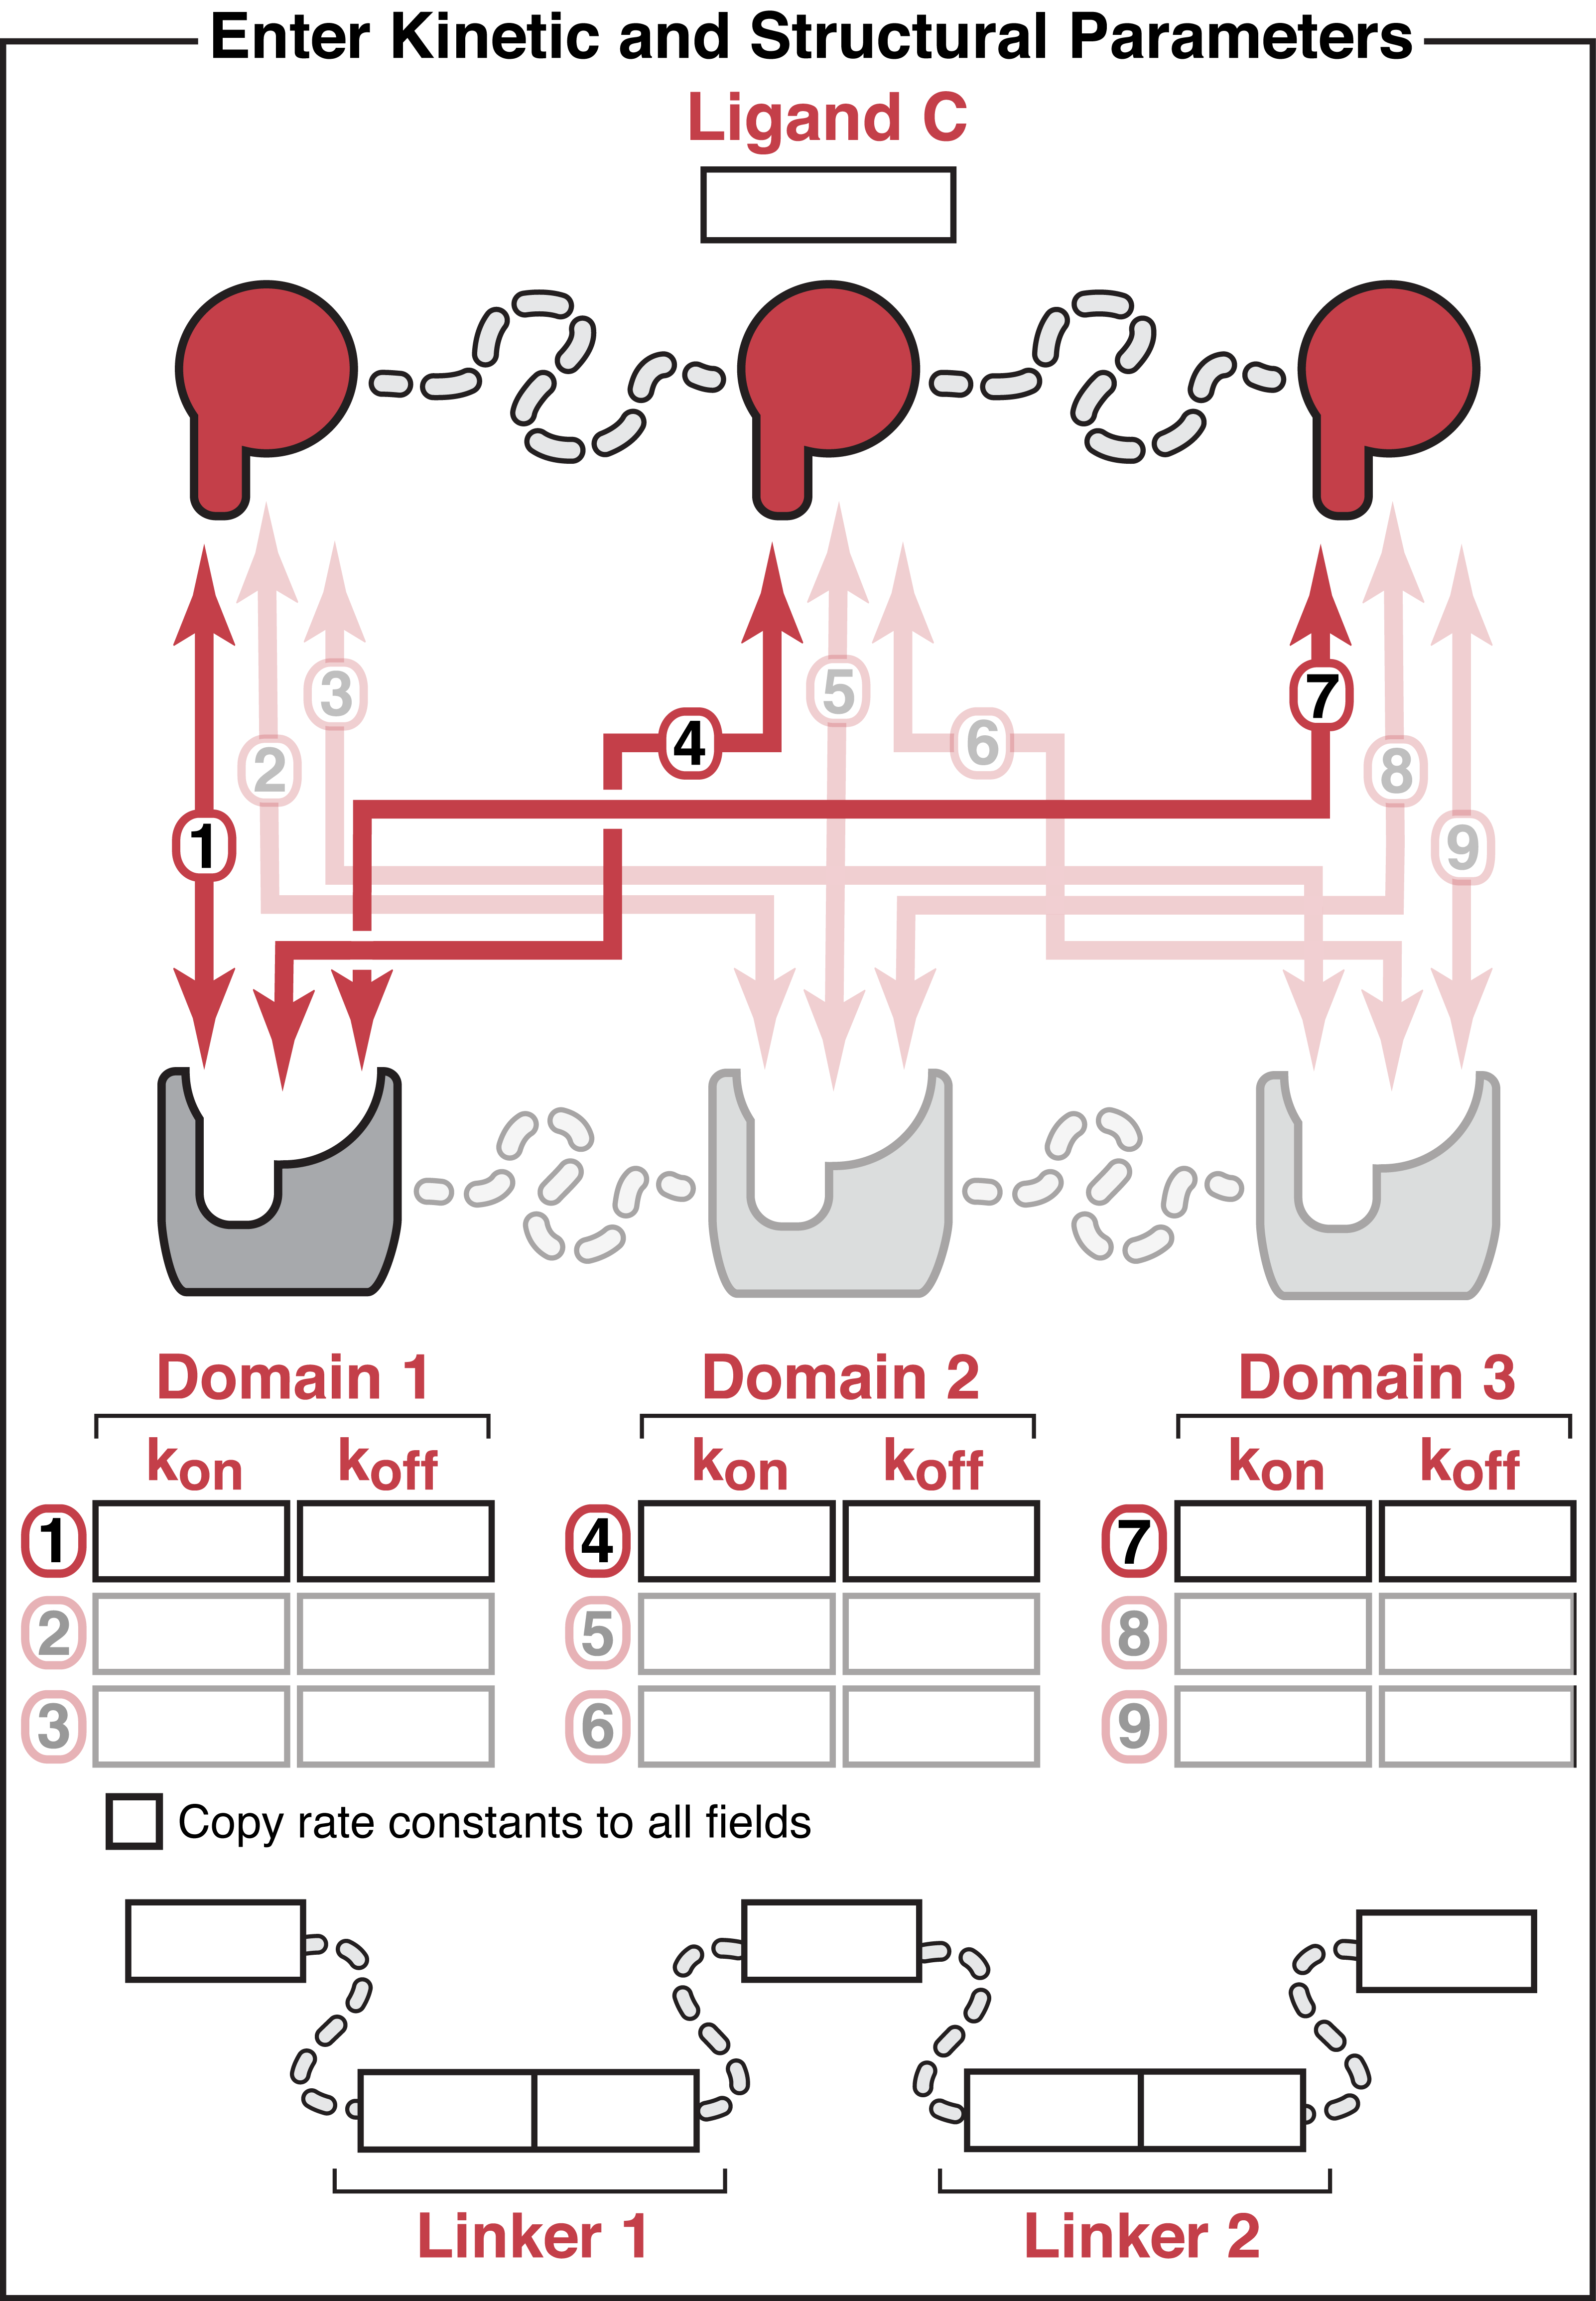 Enter Kinetic and Structural Parameters
Ligand C
3
5
7
4
6
2
8
1
9
Domain 1 Domain 2 Domain 3
kon koff kon koff kon koff
1 4 7
2 5 8
3 6 9
Copy rate constants to all fields
Linker 1 Linker 2